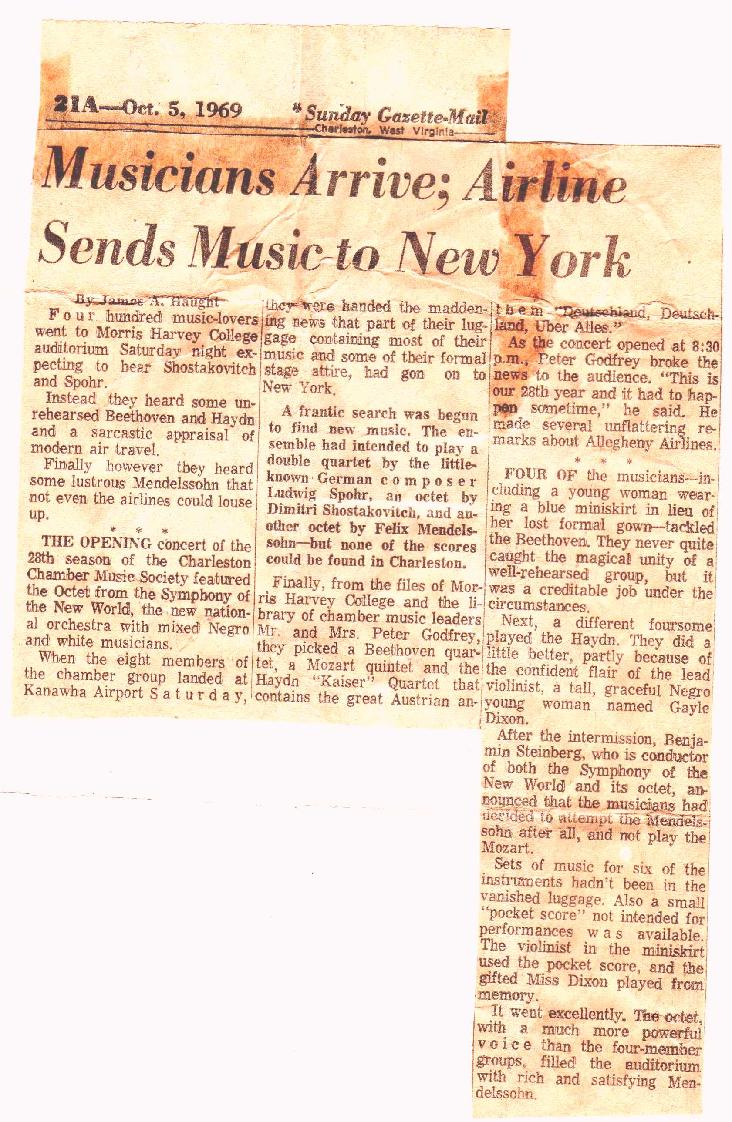 21A—Oct. 5, 1969
Sunday Gazette-Mail
Charleston, West Virginia
Musicians Arrive; Airline
Sends Music to New York
By James A. Haught
Four hundred music-lovers
went to Morris Harvey College
auditorium Saturday night ex-
pecting to hear Shostakovitch
and Spohr.
Instead they heard some un-
rehearsed Beethoven and Haydn
and a sarcastic appraisal of
modern air travel.
Finally however they heard
some lustrous Mendelssohn that
not even the airlines could louse
up.
* * *
THE OPENING concert of the
28th season of the Charleston
Chamber Music Society featured
the Octet from the Symphony of
the New World, the new nation-
al orchestra with mixed Negro
and white musicians.
When the eight members of
the chamber group landed at
Kanawha Airport Saturday,
they were handed the madden-
ing news that part of their lug-
gage containing most of their
music and some of their formal
stage attire, had gon on to
New York.
A frantic search was begun
to find new music. The en-
semble had intended to play a
double quartet by the little-
known German composer
Ludwig Spohr, an octet by
Dimitri Shostakovitch, and an-
other octet by Felix Mendels-
sohn—but none of the scores
could be found in Charleston.
Finally, from the files of Mor-
ris Harvey College and the li-
brary of chamber music leaders
Mr. and Mrs. Peter Godfrey,
they picked a Beethoven quar-
tet, a Mozart quintet and the
Haydn "Kaiser" Quartet that
contains the great Austrian an-
them "Deutschland, Deutsch-
land, Uber Alles."
As the concert opened at 8:30
p.m., Peter Godfrey broke the
news to the audience. "This is
our 28th year and it had to hap-
pen sometime," he said. He
made several unflattering re-
marks about Allegheny Airlines.
* * *
FOUR OF the musicians—in-
cluding a young woman wear-
ing a blue miniskirt in lieu of
her lost formal gown—tackled
the Beethoven. They never quite
caught the magical unity of a
well-rehearsed group, but it
was a creditable job under the
circumstances.
Next, a different foursome
played the Haydn. They did a
little better, partly because of
the confident flair of the lead
violinist, a tall, graceful Negro
young woman named Gayle
Dixon.
After the intermission, Benja-
min Steinberg, who is conductor
of both the Symphony of the
New World and its octet, an-
nounced that the musicians had
decided to attempt the Mendels-
sohn after all, and not play the
Mozart.
Sets of music for six of the
instruments hadn't been in the
vanished luggage. Also a small
"pocket score" not intended for
performances was available.
The violinist in the miniskirt
used the pocket score, and the
gifted Miss Dixon played from
memory.
It went excellently. The octet,
with a much more powerful
voice than the four-member
groups, filled the auditorium
with rich and satisfying Men-
delssohn.